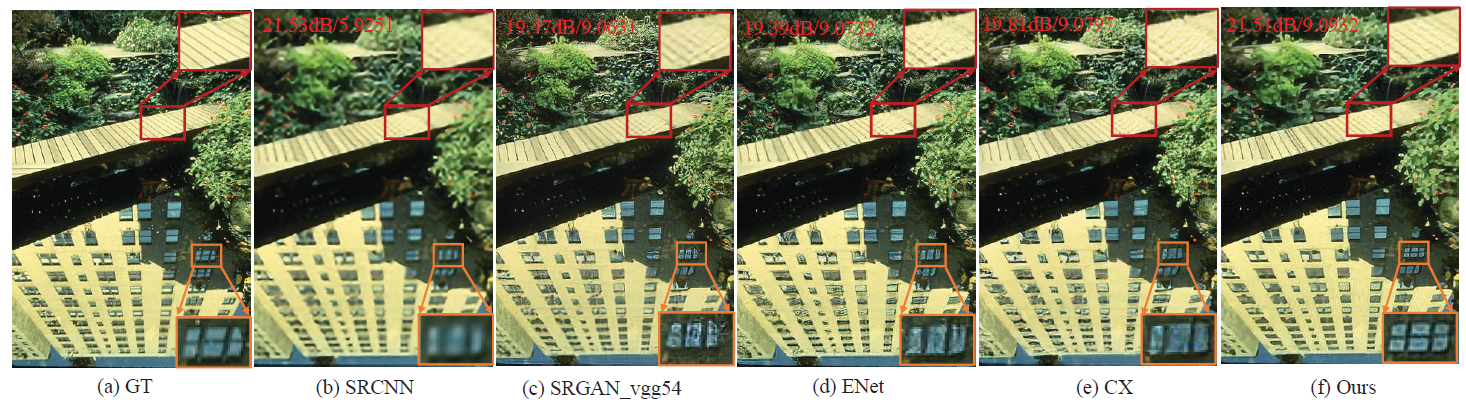 21.53dB/5.9251
19.47dB/9.0631
19.39dB/9.0732
19.81dB/9.0797
21.51dB/9.0932
(a) GT
(b) SRCNN
(c) SRGAN_vgg54
(d) ENet
(e) CX
(f) Ours